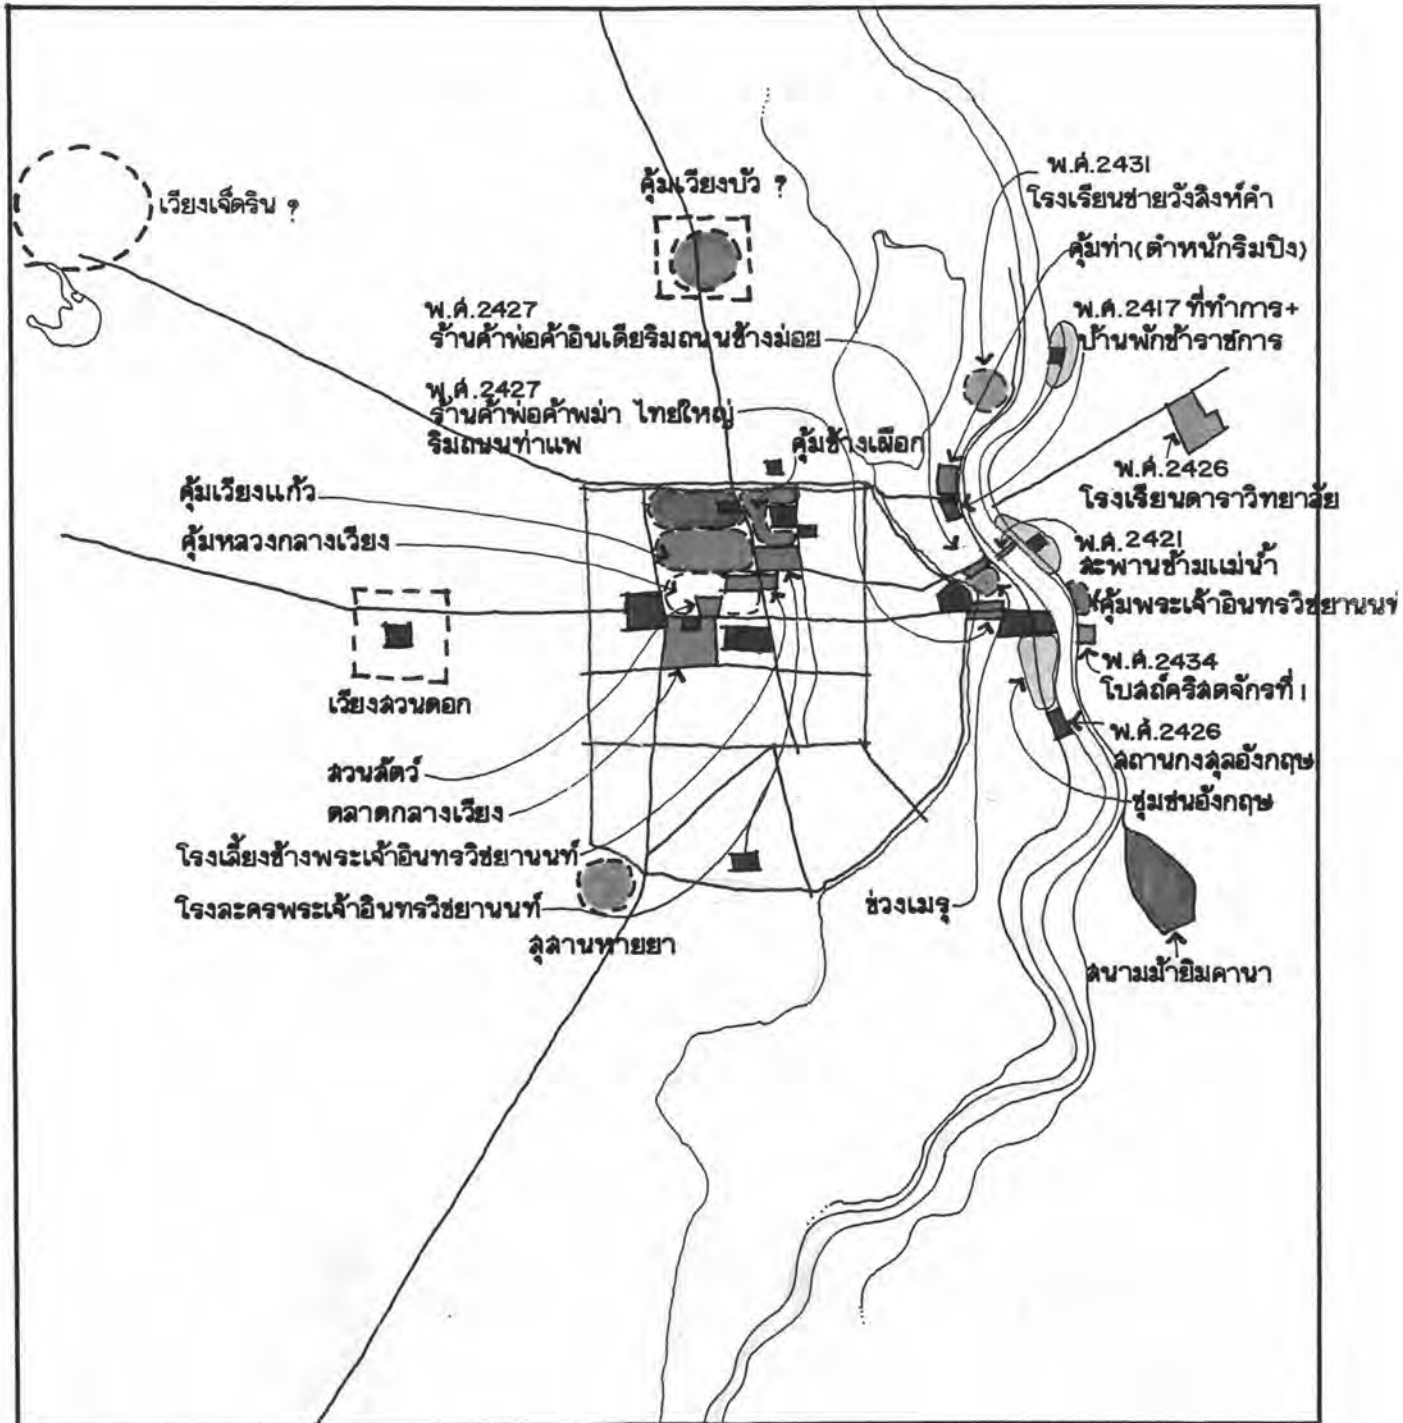 พ.ศ.2431
โรงเรียนชายวังสิงห์คำ
คุ้มเวียงบัว ?
เวียงเจ็ดริน ?
คุ้มท่า(ตำหนักริมปิง)
พ.ศ.2417 ที่ทำการ+
บ้านพักข้าราชการ
พ.ศ.2427
ร้านค้าพ่อค้าอินเดียริมถนนช้างม่อย
พ.ศ.2427
ร้านค้าพ่อค้าพม่า ไทยใหญ่
ริมถนนท่าแพ
คุ้มช้างเผือก
พ.ศ.2426
โรงเรียนดาราวิทยาลัย
คุ้มเวียงแก้ว
คุ้มหลวงกลางเวียง
พ.ศ.2421
สะพานข้ามแม่น้ำ
คุ้มพระเจ้าอินทรวิชยานนท์
พ.ศ.2434
โบสถ์คริสตจักรที่ 1
เวียงสวนดอก
พ.ศ.2426
สถานกงสุลอังกฤษ
สวนสัตว์
ชุมชนอังกฤษ
ตลาดกลางเวียง
โรงเลี้ยงช้างพระเจ้าอินทรวิชยานนท์
โรงละครพระเจ้าอินทรวิชยานนท์
ข่วงเมรุ
สุสานหายยา
สนามม้ายิมคานา